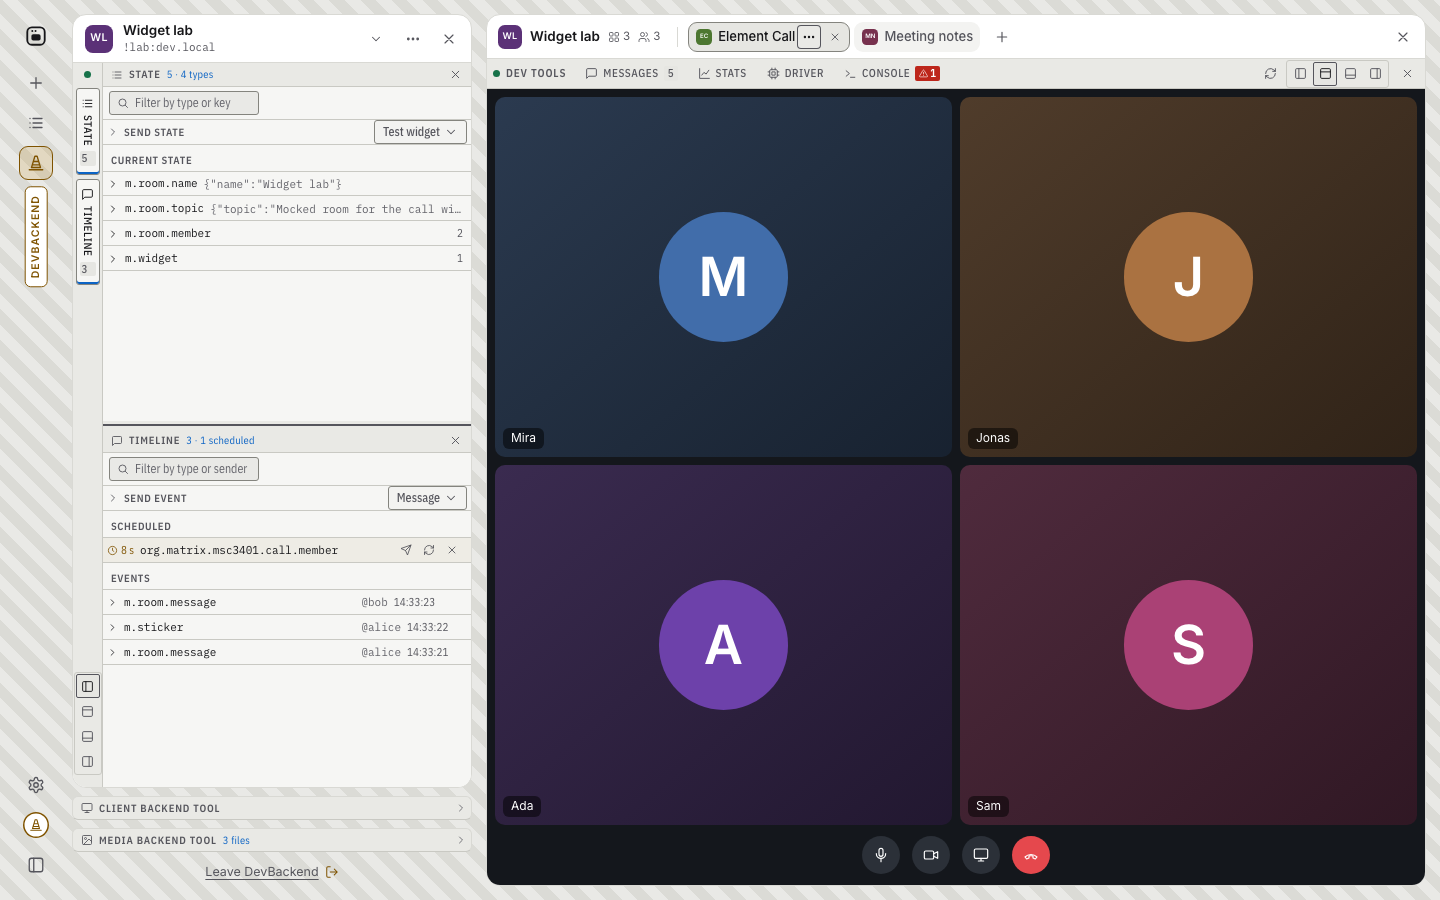 DEVBACKEND
WL
Widget lab
!lab:dev.local
STATE 5
TIMELINE 3
STATE 5 · 4 types
Filter by type or key
SEND STATE
Test widget
CURRENT STATE
m.room.name {"name":"Widget lab"}
m.room.topic {"topic":"Mocked room for the call wi…
m.room.member 2
m.widget 1
TIMELINE 3 · 1 scheduled
Filter by type or sender
SEND EVENT
Message
SCHEDULED
8 s org.matrix.msc3401.call.member
EVENTS
m.room.message @bob 14:33:23
m.sticker @alice 14:33:22
m.room.message @alice 14:33:21
CLIENT BACKEND TOOL
MEDIA BACKEND TOOL 3 files
Leave DevBackend
WL Widget lab 3 3
EC Element Call
MN Meeting notes
DEV TOOLS MESSAGES 5 STATS DRIVER CONSOLE 1
M
Mira
J
Jonas
A
Ada
S
Sam